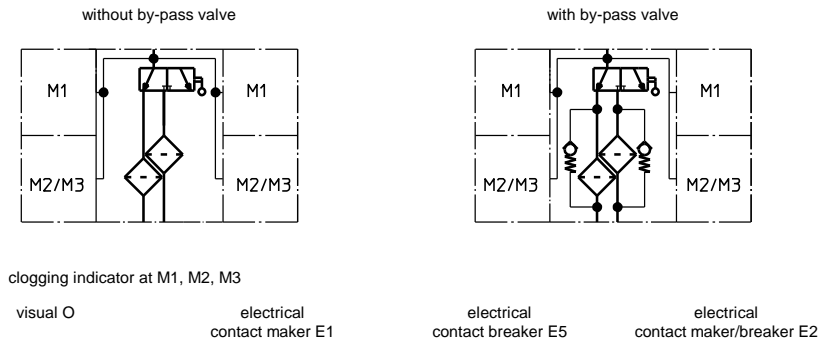 without by-pass valve
with by-pass valve
M1
M1
M1
M1
M2/M3
M2/M3
M2/M3
M2/M3
clogging indicator at M1, M2, M3
visual O
electrical
contact maker E1
electrical
contact breaker E5
electrical
contact maker/breaker E2